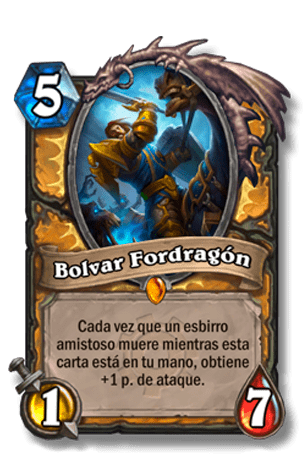 5
Bolvar Fordragón
Cada vez que un esbirro
amistoso muere mientras esta
carta está en tu mano, obtiene
+1 p. de ataque.
1
7